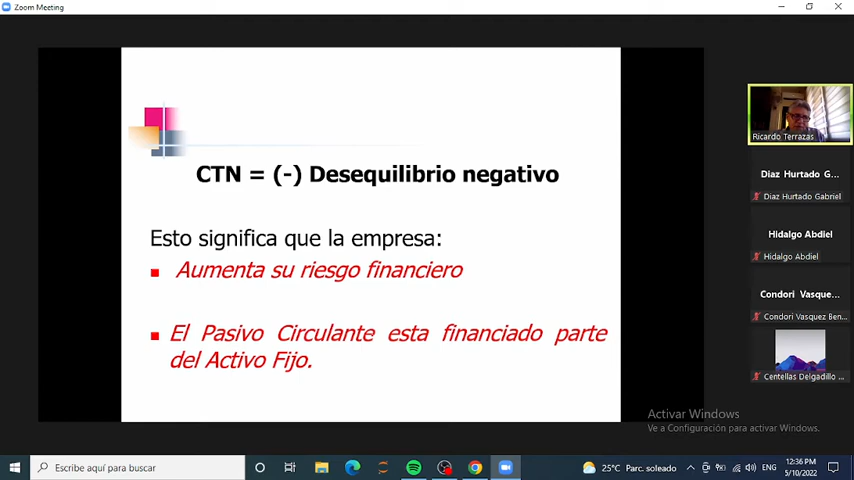 Zoom Meeting
CTN = (-) Desequilibrio negativo
Esto significa que la empresa:
Aumenta su riesgo financiero
El Pasivo Circulante esta financiado parte
del Activo Fijo.
Ricardo Terrazas
Diaz Hurtado G...
Diaz Hurtado Gabriel
Hidalgo Abdiel
Hidalgo Abdiel
Condori Vasque...
Condori Vasquez Ben...
Centellas Delgadillo ...
Activar Windows
Ve a Configuración para activar Windows.
Escribe aquí para buscar
25°C Parc. soleado
ENG
12:36 PM
5/10/2022